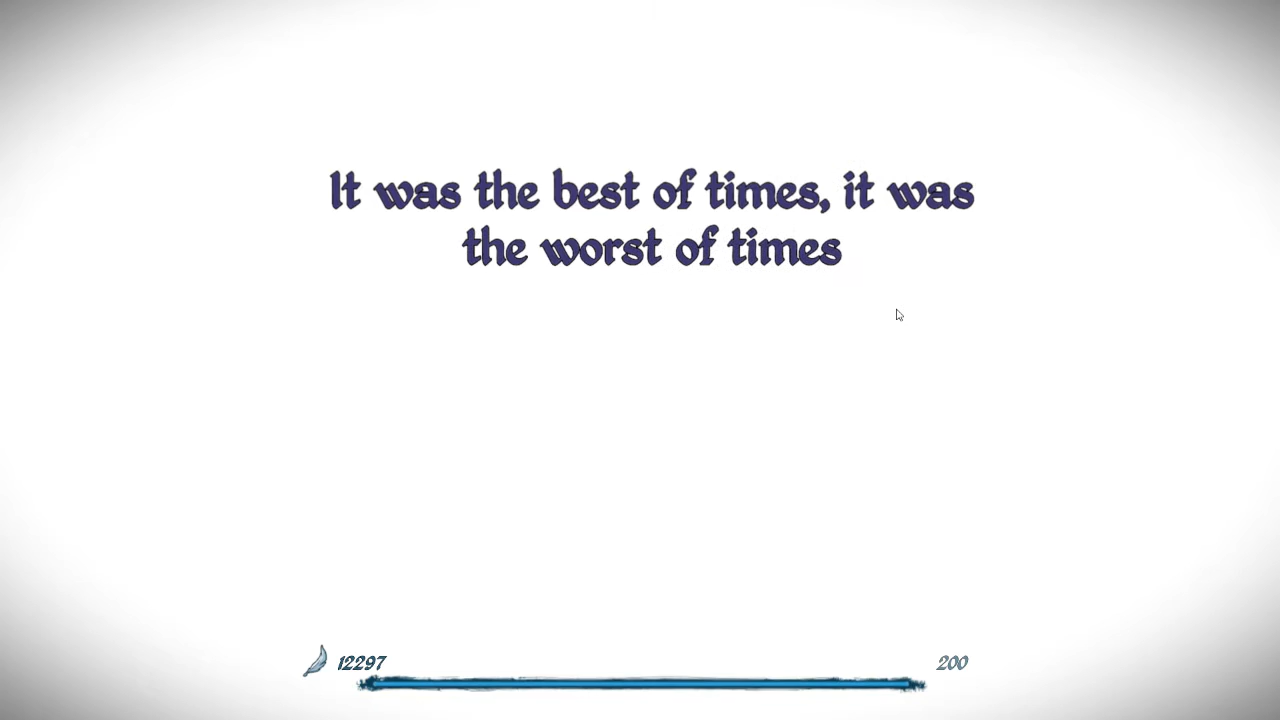 It was the best of times, it was
the worst of times
12297
200